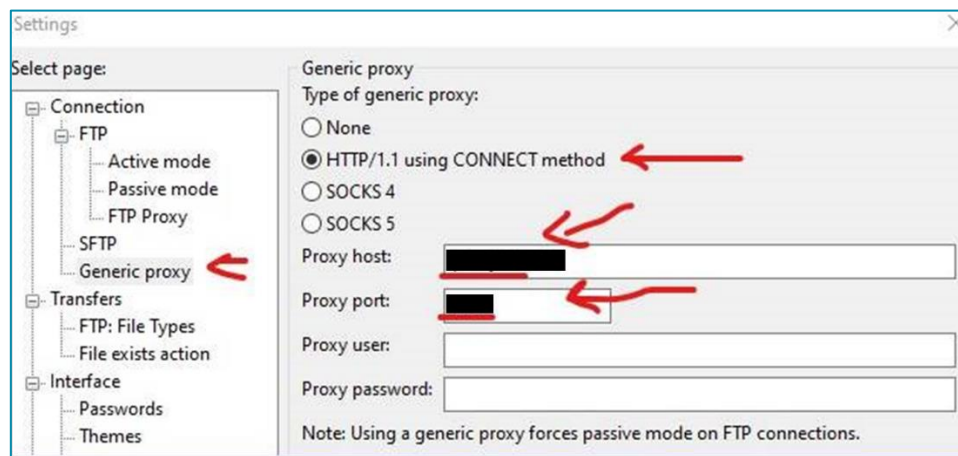 Settings
Select page:
Connection
FTP
Active mode
Passive mode
FTP Proxy
SFTP
Generic proxy
Transfers
FTP: File Types
File exists action
Interface
Passwords
Themes
Generic proxy
Type of generic proxy:
None
HTTP/1.1 using CONNECT method
SOCKS 4
SOCKS 5
Proxy host:
Proxy port:
Proxy user:
Proxy password:
Note: Using a generic proxy forces passive mode on FTP connections.